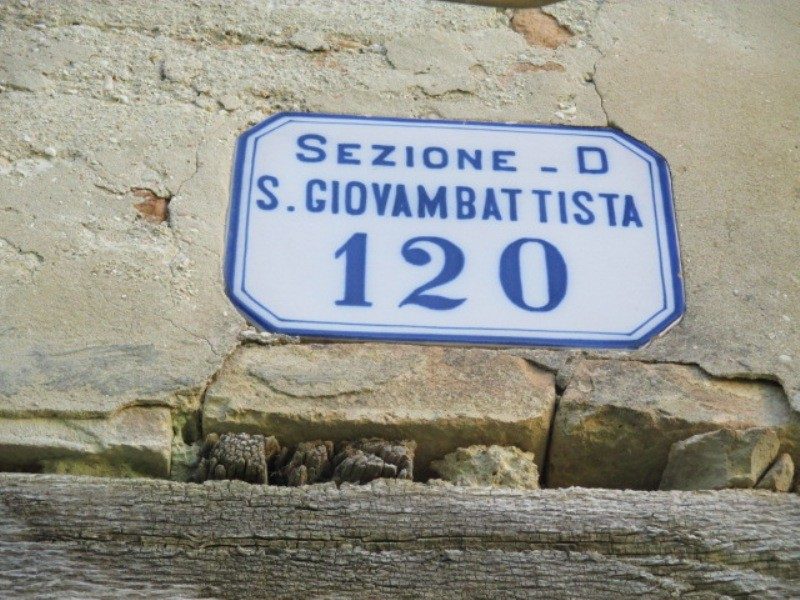 SEZIONE - D
S. GIOVAMBATTISTA
120